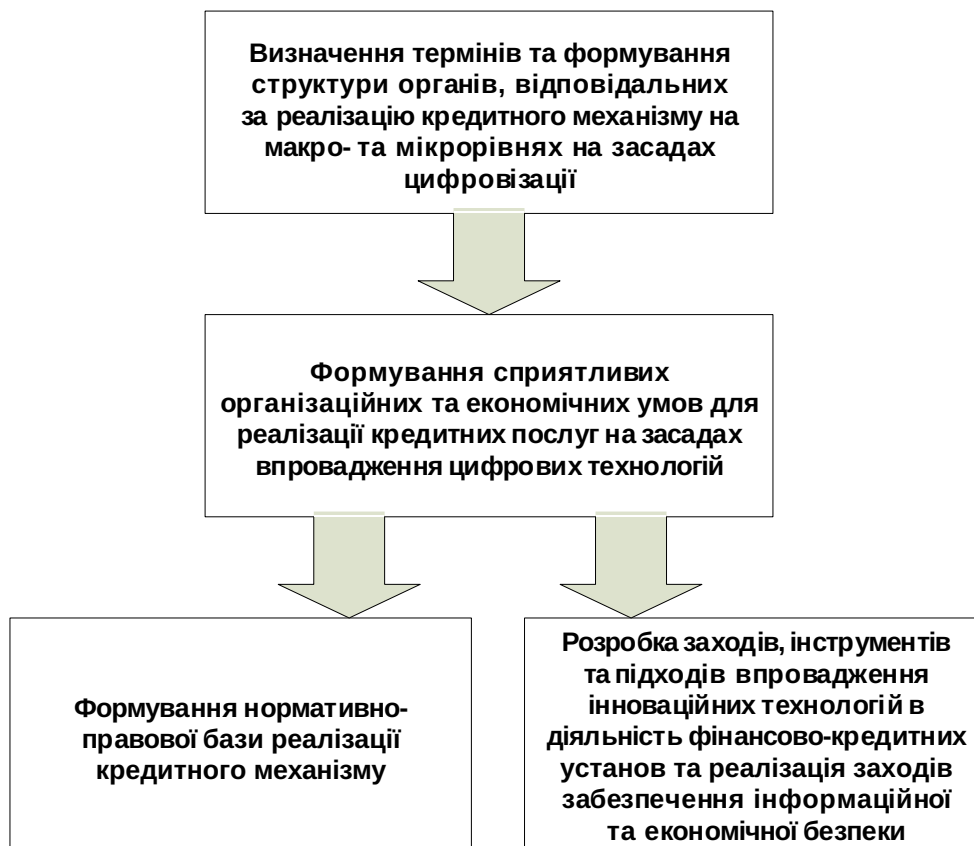 Визначення термінів та формування
структури органів, відповідальних
за реалізацію кредитного механізму на
макро- та мікрорівнях на засадах
цифровізації
Формування сприятливих
організаційних та економічних умов для
реалізації кредитних послуг на засадах
впровадження цифрових технологій
Формування нормативно-
правової бази реалізації
кредитного механізму
Розробка заходів, інструментів
та підходів впровадження
інноваційних технологій в
діяльність фінансово-кредитних
установ та реалізація заходів
забезпечення інформаційної
та економічної безпеки